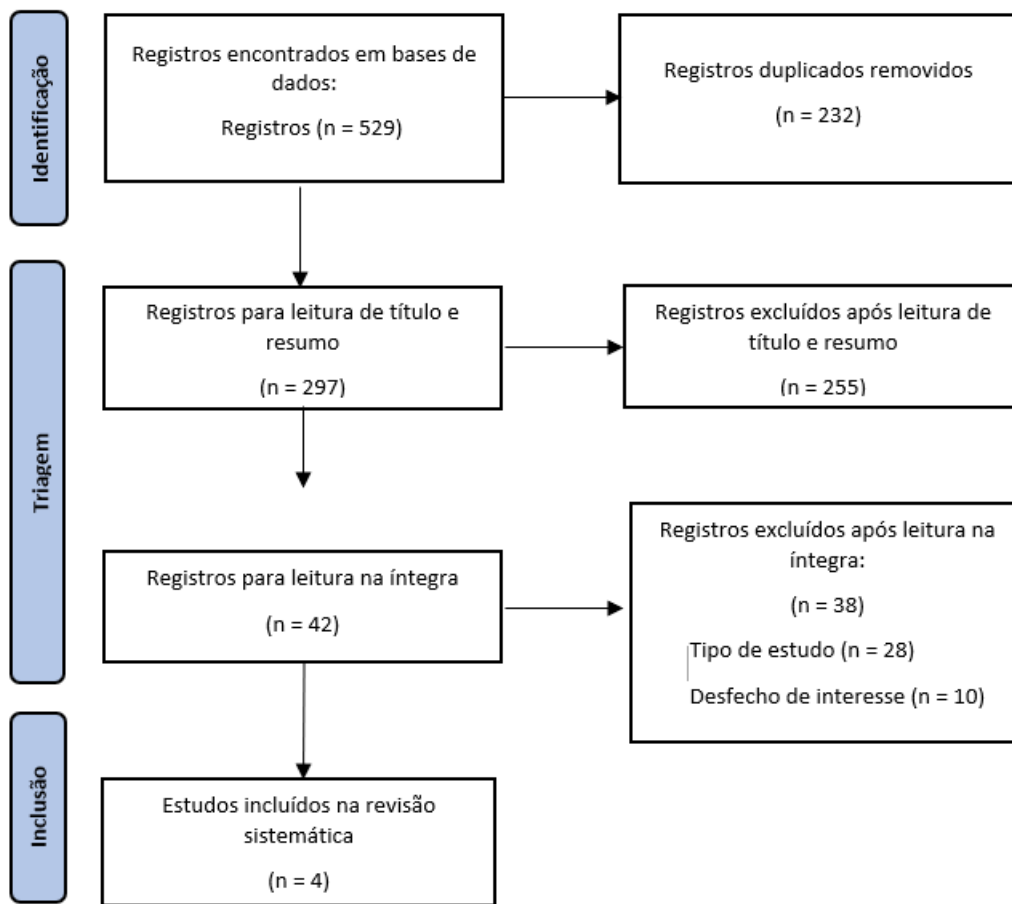 Identificação
Registros encontrados em bases de
dados:
Registros (n = 529)
Registros duplicados removidos
(n = 232)
Triagem
Registros para leitura de título e
resumo
(n = 297)
Registros excluídos após leitura de
título e resumo
(n = 255)
Registros para leitura na íntegra
(n = 42)
Registros excluídos após leitura na
íntegra:
(n = 38)
Tipo de estudo (n = 28)
Desfecho de interesse (n = 10)
Inclusão
Estudos incluídos na revisão
sistemática
(n = 4)